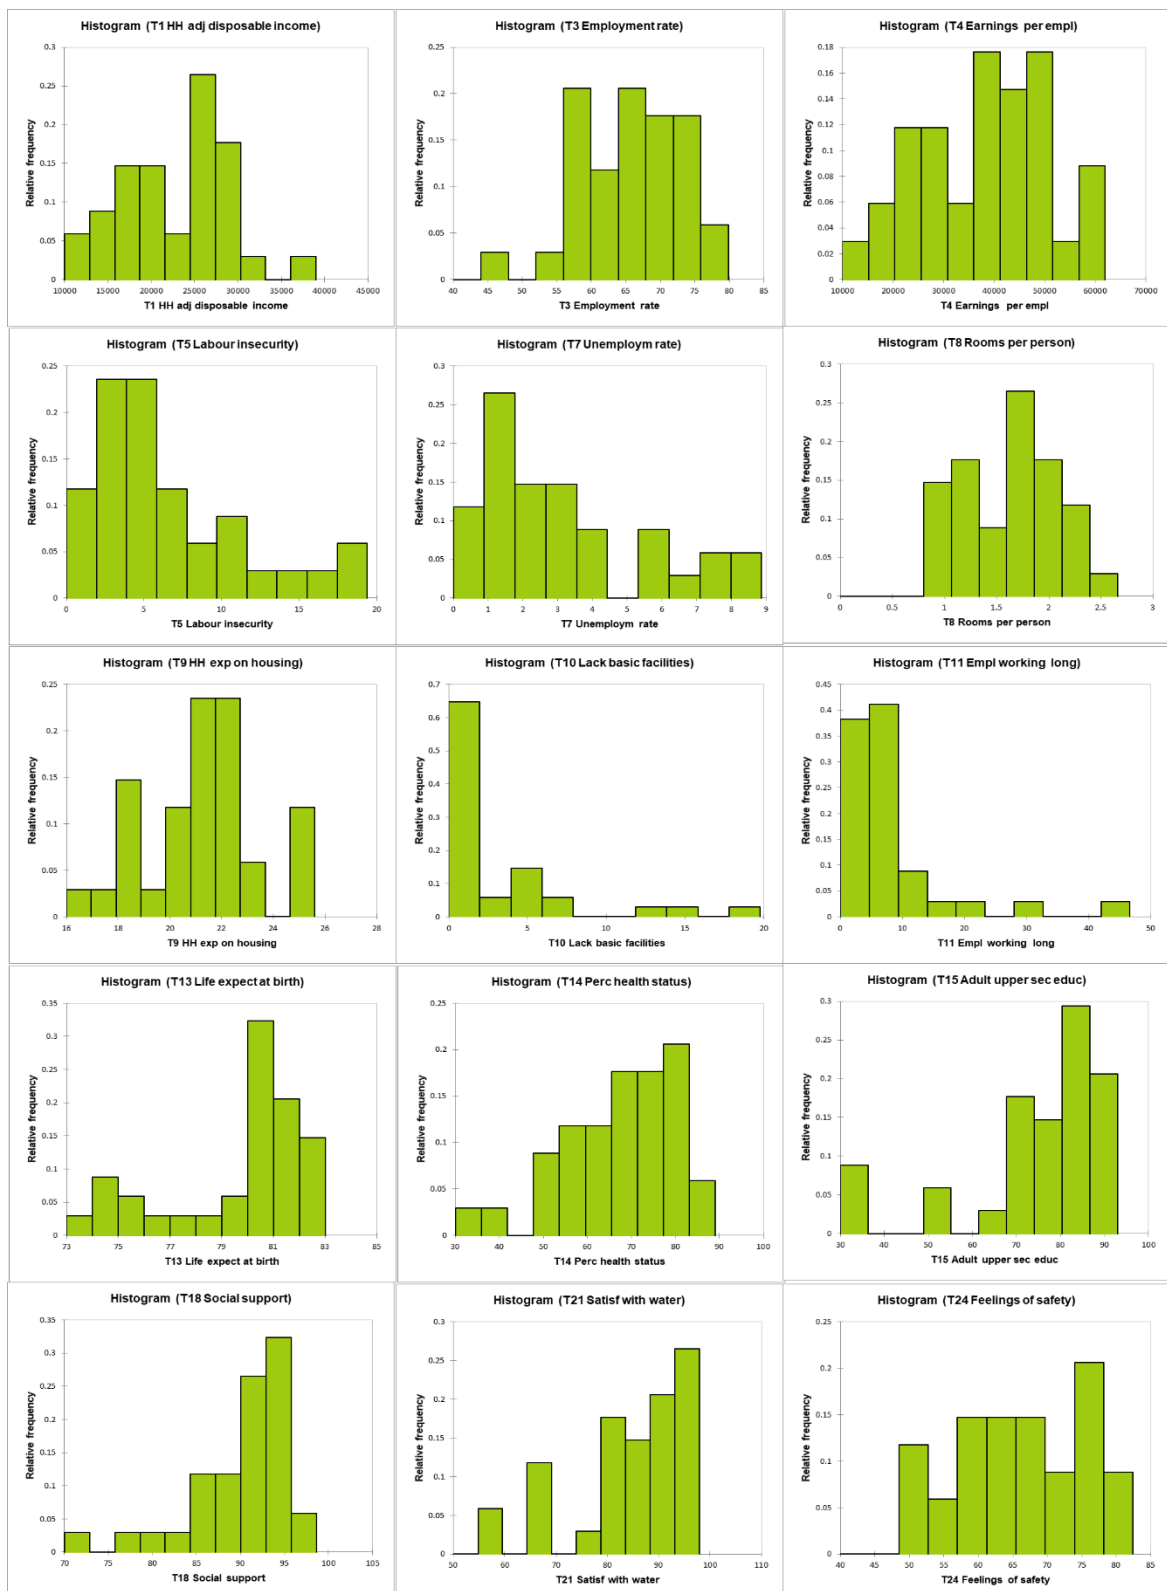 Histogram (T1 HH adj disposable income)
0.3
0.25
0.2
0.15
0.1
0.05
0
Relative frequency
10000 15000 20000 25000 30000 35000 40000 45000
T1 HH adj disposable income
Histogram (T3 Employment rate)
0.25
0.2
0.15
0.1
0.05
0
Relative frequency
40 45 50 55 60 65 70 75 80 85
T3 Employment rate
Histogram (T4 Earnings per empl)
0.18
0.16
0.14
0.12
0.1
0.08
0.06
0.04
0.02
0
Relative frequency
10000 20000 30000 40000 50000 60000 70000
T4 Earnings per empl
Histogram (T5 Labour insecurity)
0.25
0.2
0.15
0.1
0.05
0
Relative frequency
0 5 10 15 20
T5 Labour insecurity
Histogram (T7 Unemploym rate)
0.3
0.25
0.2
0.15
0.1
0.05
0
Relative frequency
0 1 2 3 4 5 6 7 8 9
T7 Unemploym rate
Histogram (T8 Rooms per person)
0.3
0.25
0.2
0.15
0.1
0.05
0
Relative frequency
0 1 1.5 2 2.5 3
T8 Rooms per person
Histogram (T9 HH exp on housing)
0.25
0.2
0.15
0.1
0.05
0
Relative frequency
16 18 20 22 24 26 28
T9 HH exp on housing
Histogram (T10 Lack basic facilities)
0.7
0.6
0.5
0.4
0.3
0.2
0.1
0
Relative frequency
0 5 10 15 20
T10 Lack basic facilities
Histogram (T11 Empl working long)
0.45
0.4
0.35
0.3
0.25
0.2
0.15
0.1
0.05
0
Relative frequency
0 10 20 30 40 50
T11 Empl working long
Histogram (T13 Life expect at birth)
0.35
0.3
0.25
0.2
0.15
0.1
0.05
0
Relative frequency
73 75 77 79 81 83 85
T13 Life expect at birth
Histogram (T14 Perc health status)
0.25
0.2
0.15
0.1
0.05
0
Relative frequency
30 40 50 60 70 80 90 100
T14 Perc health status
Histogram (T15 Adult upper sec educ)
0.3
0.25
0.2
0.15
0.1
0.05
0
Relative frequency
30 40 50 60 70 80 90 100
T15 Adult upper sec educ
Histogram (T18 Social support)
0.35
0.3
0.25
0.2
0.15
0.1
0.05
0
Relative frequency
70 75 80 85 90 95 100 105
T18 Social support
Histogram (T21 Satisf with water)
0.3
0.25
0.2
0.15
0.1
0.05
0
Relative frequency
50 60 70 80 90 100 110
T21 Satisf with water
Histogram (T24 Feelings of safety)
0.25
0.2
0.15
0.1
0.05
0
Relative frequency
40 45 50 55 60 65 70 75 80 85
T24 Feelings of safety